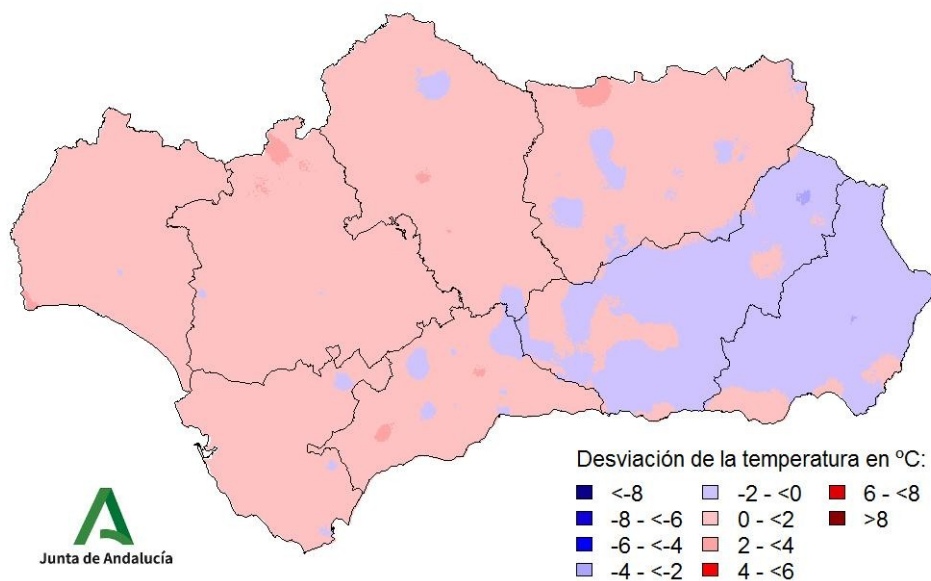 Desviación de la temperatura en ºC:
<-8 -2 - <0 6 - <8
-8 - <-6 0 - <2 >8
-6 - <-4 2 - <4
-4 - <-2 4 - <6
Junta de Andalucía